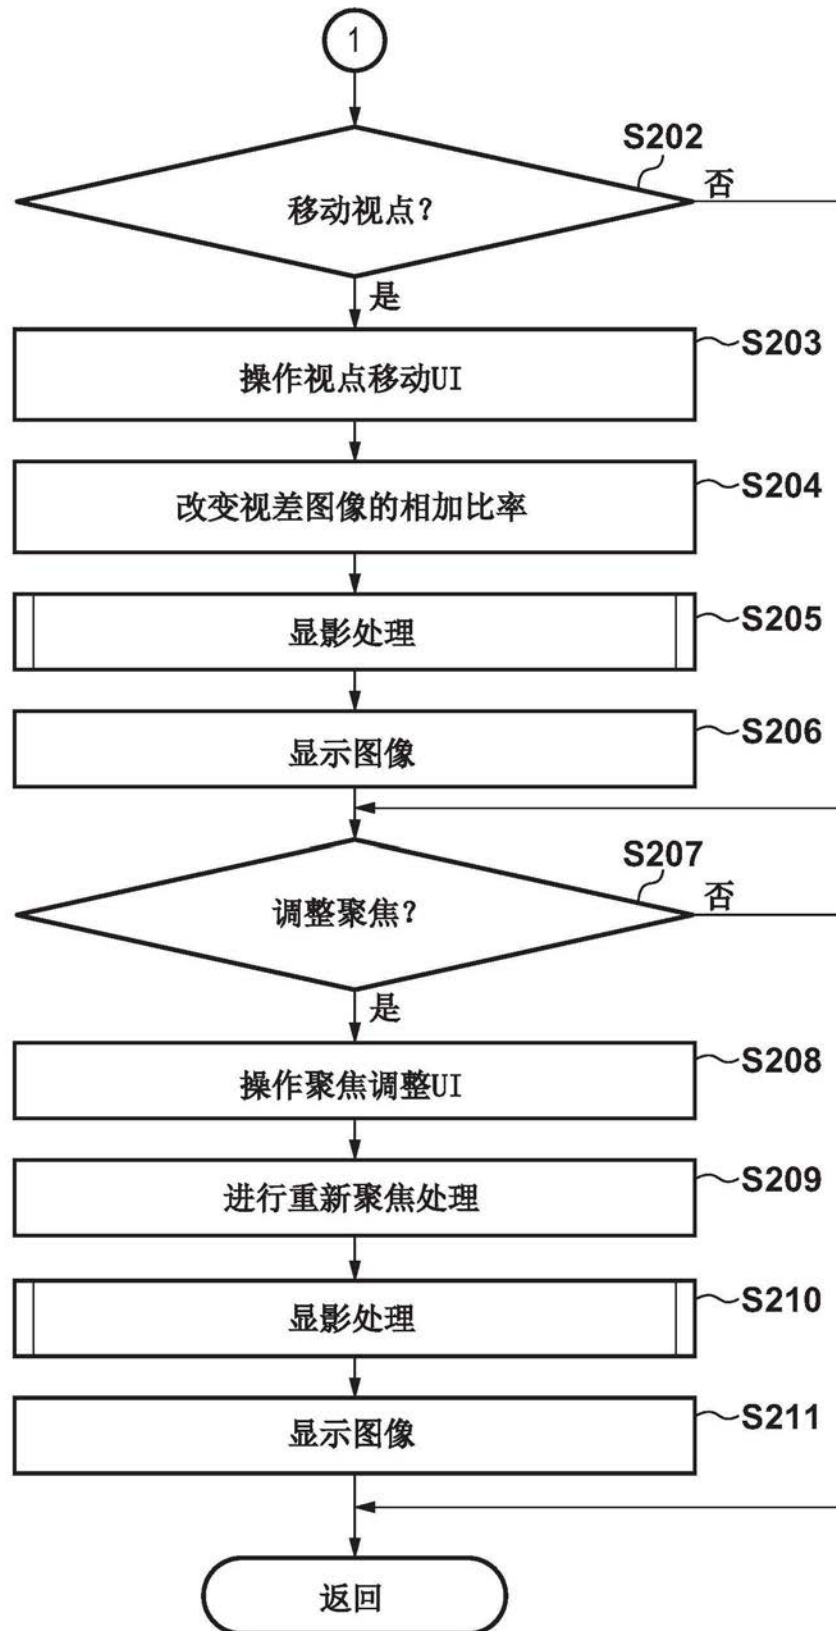 1
S202
否
移动视点？
是
S203
操作视点移动UI
S204
改变视差图像的相加比率
S205
显影处理
S206
显示图像
S207
否
调整聚焦？
是
S208
操作聚焦调整UI
S209
进行重新聚焦处理
S210
显影处理
S211
显示图像
返回